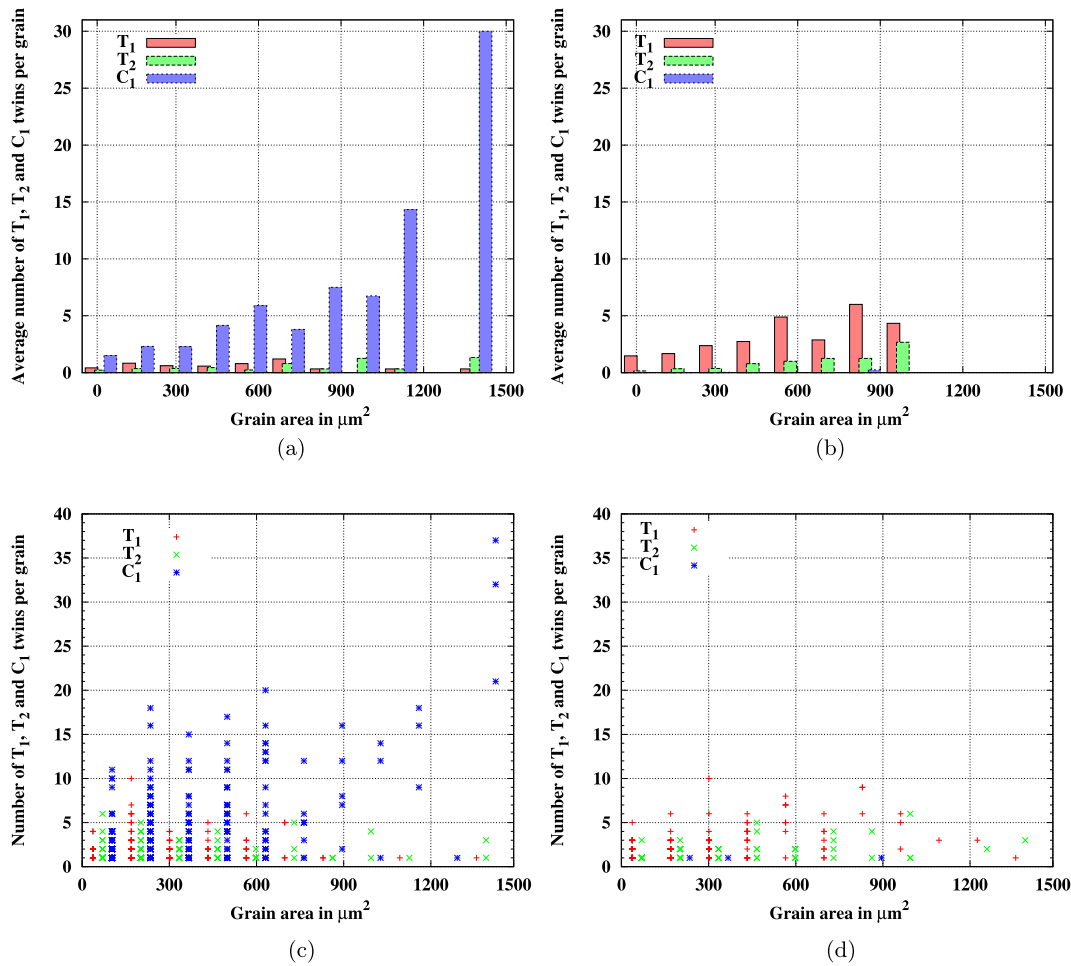 Average number of T1, T2 and C1 twins per grain
30
25
20
15
10
5
0
T1
T2
C1
0 300 600 900 1200 1500
Grain area in μm2
(a)
Average number of T1, T2 and C1 twins per grain
30
25
20
15
10
5
0
T1
T2
C1
0 300 600 900 1200 1500
Grain area in μm2
(b)
Number of T1, T2 and C1 twins per grain
40
35
30
25
20
15
10
5
0
T1
T2
C1
0 300 600 900 1200 1500
Grain area in μm2
(c)
Number of T1, T2 and C1 twins per grain
40
35
30
25
20
15
10
5
0
T1
T2
C1
0 300 600 900 1200 1500
Grain area in μm2
(d)